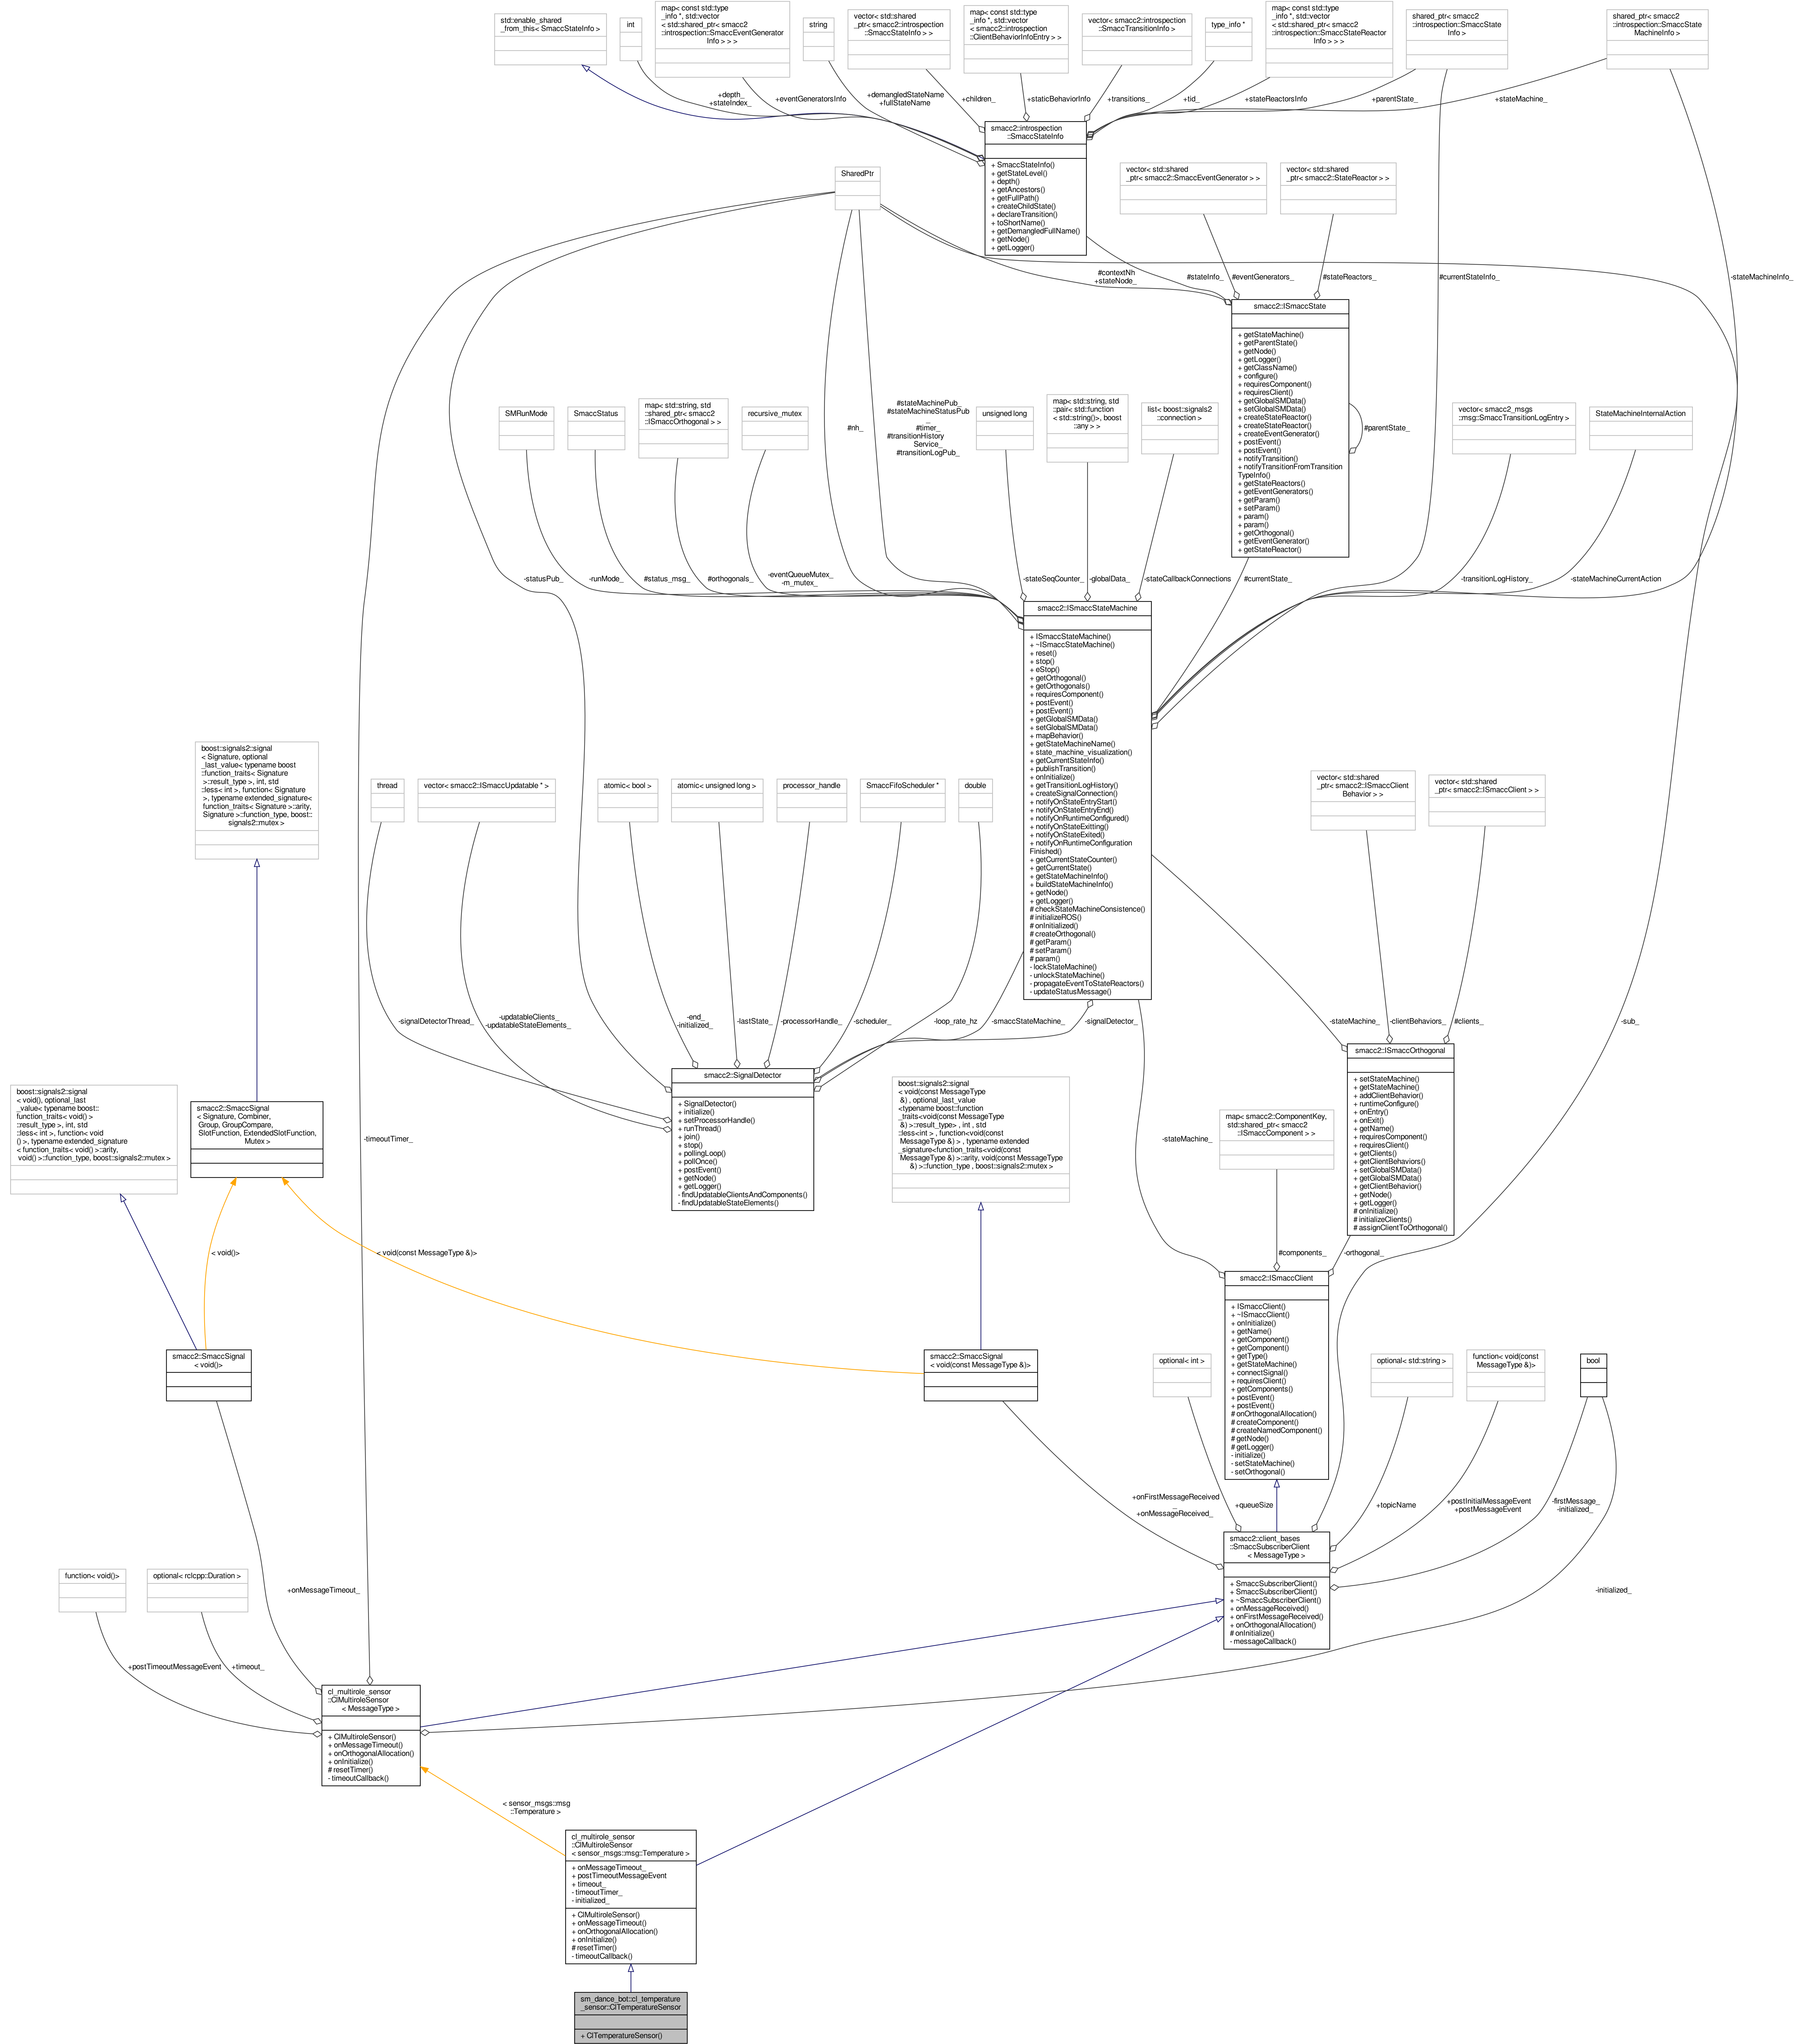 std::enable_shared
_from_this< SmaccStateInfo >
int
map< const std::type
_info *, std::vector
< std::shared_ptr< smacc2
::introspection::SmaccEventGenerator
Info > > >
string
vector< std::shared
_ptr< smacc2::introspection
::SmaccStateInfo > >
map< const std::type
_info *, std::vector
< smacc2::introspection
::ClientBehaviorInfoEntry > >
vector< smacc2::introspection
::SmaccTransitionInfo >
type_info *
map< const std::type
_info *, std::vector
< std::shared_ptr< smacc2
::introspection::SmaccStateReactor
Info > > >
shared_ptr< smacc2
::introspection::SmaccState
Info >
shared_ptr< smacc2
::introspection::SmaccState
MachineInfo >
+depth_
+stateIndex_
+eventGeneratorsInfo
+demangledStateName
+fullStateName
+children_
+staticBehaviorInfo
+transitions_
+tid_
+stateReactorsInfo
+parentState_
+stateMachine_
smacc2::introspection
::SmaccStateInfo
+ SmaccStateInfo()
+ getStateLevel()
+ depth()
+ getAncestors()
+ getFullPath()
+ createChildState()
+ declareTransition()
+ toShortName()
+ getDemangledFullName()
+ getNode()
+ getLogger()
SharedPtr
vector< std::shared
_ptr< smacc2::SmaccEventGenerator > >
vector< std::shared
_ptr< smacc2::StateReactor > >
#contextNh
+stateNode_
#stateInfo_
#eventGenerators_
#stateReactors_
#currentStateInfo_
-stateMachineInfo_
smacc2::ISmaccState
+ getStateMachine()
+ getParentState()
+ getNode()
+ getLogger()
+ getClassName()
+ configure()
+ requiresComponent()
+ requiresClient()
+ getGlobalSMData()
+ setGlobalSMData()
+ createStateReactor()
+ createStateReactor()
+ createEventGenerator()
+ postEvent()
+ postEvent()
+ notifyTransition()
+ notifyTransitionFromTransition
TypeInfo()
+ getStateReactors()
+ getEventGenerators()
+ getParam()
+ setParam()
+ param()
+ param()
+ getOrthogonal()
+ getEventGenerator()
+ getStateReactor()
#parentState_
SMRunMode
SmaccStatus
map< std::string, std
::shared_ptr< smacc2
::ISmaccOrthogonal > >
recursive_mutex
#nh_
#stateMachinePub_
#stateMachineStatusPub
_
#timer_
#transitionHistory
Service_
#transitionLogPub_
unsigned long
map< std::string, std
::pair< std::function
< std::string()>, boost
::any > >
list< boost::signals2
::connection >
vector< smacc2_msgs
::msg::SmaccTransitionLogEntry >
StateMachineInternalAction
-statusPub_
-runMode_
#status_msg_
#orthogonals_
-eventQueueMutex_
-m_mutex_
-stateSeqCounter_
-globalData_
-stateCallbackConnections
#currentState_
-transitionLogHistory_
-stateMachineCurrentAction
smacc2::ISmaccStateMachine
+ ISmaccStateMachine()
+ ~ISmaccStateMachine()
+ reset()
+ stop()
+ eStop()
+ getOrthogonal()
+ getOrthogonals()
+ requiresComponent()
+ postEvent()
+ postEvent()
+ getGlobalSMData()
+ setGlobalSMData()
+ mapBehavior()
+ getStateMachineName()
+ state_machine_visualization()
+ getCurrentStateInfo()
+ publishTransition()
+ onInitialize()
+ getTransitionLogHistory()
+ createSignalConnection()
+ notifyOnStateEntryStart()
+ notifyOnStateEntryEnd()
+ notifyOnRuntimeConfigured()
+ notifyOnStateExitting()
+ notifyOnStateExited()
+ notifyOnRuntimeConfiguration
Finished()
+ getCurrentStateCounter()
+ getCurrentState()
+ getStateMachineInfo()
+ buildStateMachineInfo()
+ getNode()
+ getLogger()
# checkStateMachineConsistence()
# initializeROS()
# onInitialized()
# createOrthogonal()
# getParam()
# setParam()
# param()
- lockStateMachine()
- unlockStateMachine()
- propagateEventToStateReactors()
- updateStatusMessage()
boost::signals2::signal
< Signature, optional
_last_value< typename boost
::function_traits< Signature
>::result_type >, int, std
::less< int >, function< Signature
>, typename extended_signature<
function_traits< Signature >::arity,
Signature >::function_type, boost::
signals2::mutex >
thread
vector< smacc2::ISmaccUpdatable * >
atomic< bool >
atomic< unsigned long >
processor_handle
SmaccFifoScheduler *
double
vector< std::shared
_ptr< smacc2::ISmaccClient
Behavior > >
vector< std::shared
_ptr< smacc2::ISmaccClient > >
-signalDetectorThread_
-updatableClients_
-updatableStateElements_
-end_
-initialized_
-lastState_
-processorHandle_
-scheduler_
-loop_rate_hz
-smaccStateMachine_
-signalDetector_
-stateMachine_
-clientBehaviors_
#clients_
-sub_
smacc2::SignalDetector
+ SignalDetector()
+ initialize()
+ setProcessorHandle()
+ runThread()
+ join()
+ stop()
+ pollingLoop()
+ pollOnce()
+ postEvent()
+ getNode()
+ getLogger()
- findUpdatableClientsAndComponents()
- findUpdatableStateElements()
smacc2::ISmaccOrthogonal
+ setStateMachine()
+ getStateMachine()
+ addClientBehavior()
+ runtimeConfigure()
+ onEntry()
+ onExit()
+ getName()
+ requiresComponent()
+ requiresClient()
+ getClients()
+ getClientBehaviors()
+ setGlobalSMData()
+ getGlobalSMData()
+ getClientBehavior()
+ getNode()
+ getLogger()
# onInitialize()
# initializeClients()
# assignClientToOrthogonal()
boost::signals2::signal
< void(), optional_last
_value< typename boost::
function_traits< void() >
::result_type >, int, std
::less< int >, function< void
() >, typename extended_signature
< function_traits< void() >::arity,
void() >::function_type, boost::signals2::mutex >
smacc2::SmaccSignal
< Signature, Combiner,
Group, GroupCompare,
SlotFunction, ExtendedSlotFunction,
Mutex >
-timeoutTimer_
boost::signals2::signal
< void(const MessageType
&) , optional_last_value
<typename boost::function
_traits<void(const MessageType
&) >::result_type> , int , std
::less<int > , function<void(const
MessageType &) > , typename extended
_signature<function_traits<void(const
MessageType &) >::arity, void(const MessageType
&) >::function_type , boost::signals2::mutex >
map< smacc2::ComponentKey,
std::shared_ptr< smacc2
::ISmaccComponent > >
-stateMachine_
< void()>
< void(const MessageType &)>
#components_
-orthogonal_
smacc2::ISmaccClient
+ ISmaccClient()
+ ~ISmaccClient()
+ onInitialize()
+ getName()
+ getComponent()
+ getComponent()
+ getType()
+ getStateMachine()
+ connectSignal()
+ requiresClient()
+ getComponents()
+ postEvent()
+ postEvent()
# onOrthogonalAllocation()
# createComponent()
# createNamedComponent()
# getNode()
# getLogger()
- initialize()
- setStateMachine()
- setOrthogonal()
smacc2::SmaccSignal
< void()>
smacc2::SmaccSignal
< void(const MessageType &)>
optional< int >
optional< std::string >
function< void(const
MessageType &)>
bool
+onFirstMessageReceived
_
+onMessageReceived_
+queueSize
+topicName
+postInitialMessageEvent
+postMessageEvent
-firstMessage_
-initialized_
smacc2::client_bases
::SmaccSubscriberClient
< MessageType >
+ SmaccSubscriberClient()
+ SmaccSubscriberClient()
+ ~SmaccSubscriberClient()
+ onMessageReceived()
+ onFirstMessageReceived()
+ onOrthogonalAllocation()
# onInitialize()
- messageCallback()
function< void()>
optional< rclcpp::Duration >
+onMessageTimeout_
-initialized_
+postTimeoutMessageEvent
+timeout_
cl_multirole_sensor
::ClMultiroleSensor
< MessageType >
+ ClMultiroleSensor()
+ onMessageTimeout()
+ onOrthogonalAllocation()
+ onInitialize()
# resetTimer()
- timeoutCallback()
< sensor_msgs::msg
::Temperature >
cl_multirole_sensor
::ClMultiroleSensor
< sensor_msgs::msg::Temperature >
+ onMessageTimeout_
+ postTimeoutMessageEvent
+ timeout_
- timeoutTimer_
- initialized_
+ ClMultiroleSensor()
+ onMessageTimeout()
+ onOrthogonalAllocation()
+ onInitialize()
# resetTimer()
- timeoutCallback()
sm_dance_bot::cl_temperature
_sensor::ClTemperatureSensor
+ ClTemperatureSensor()